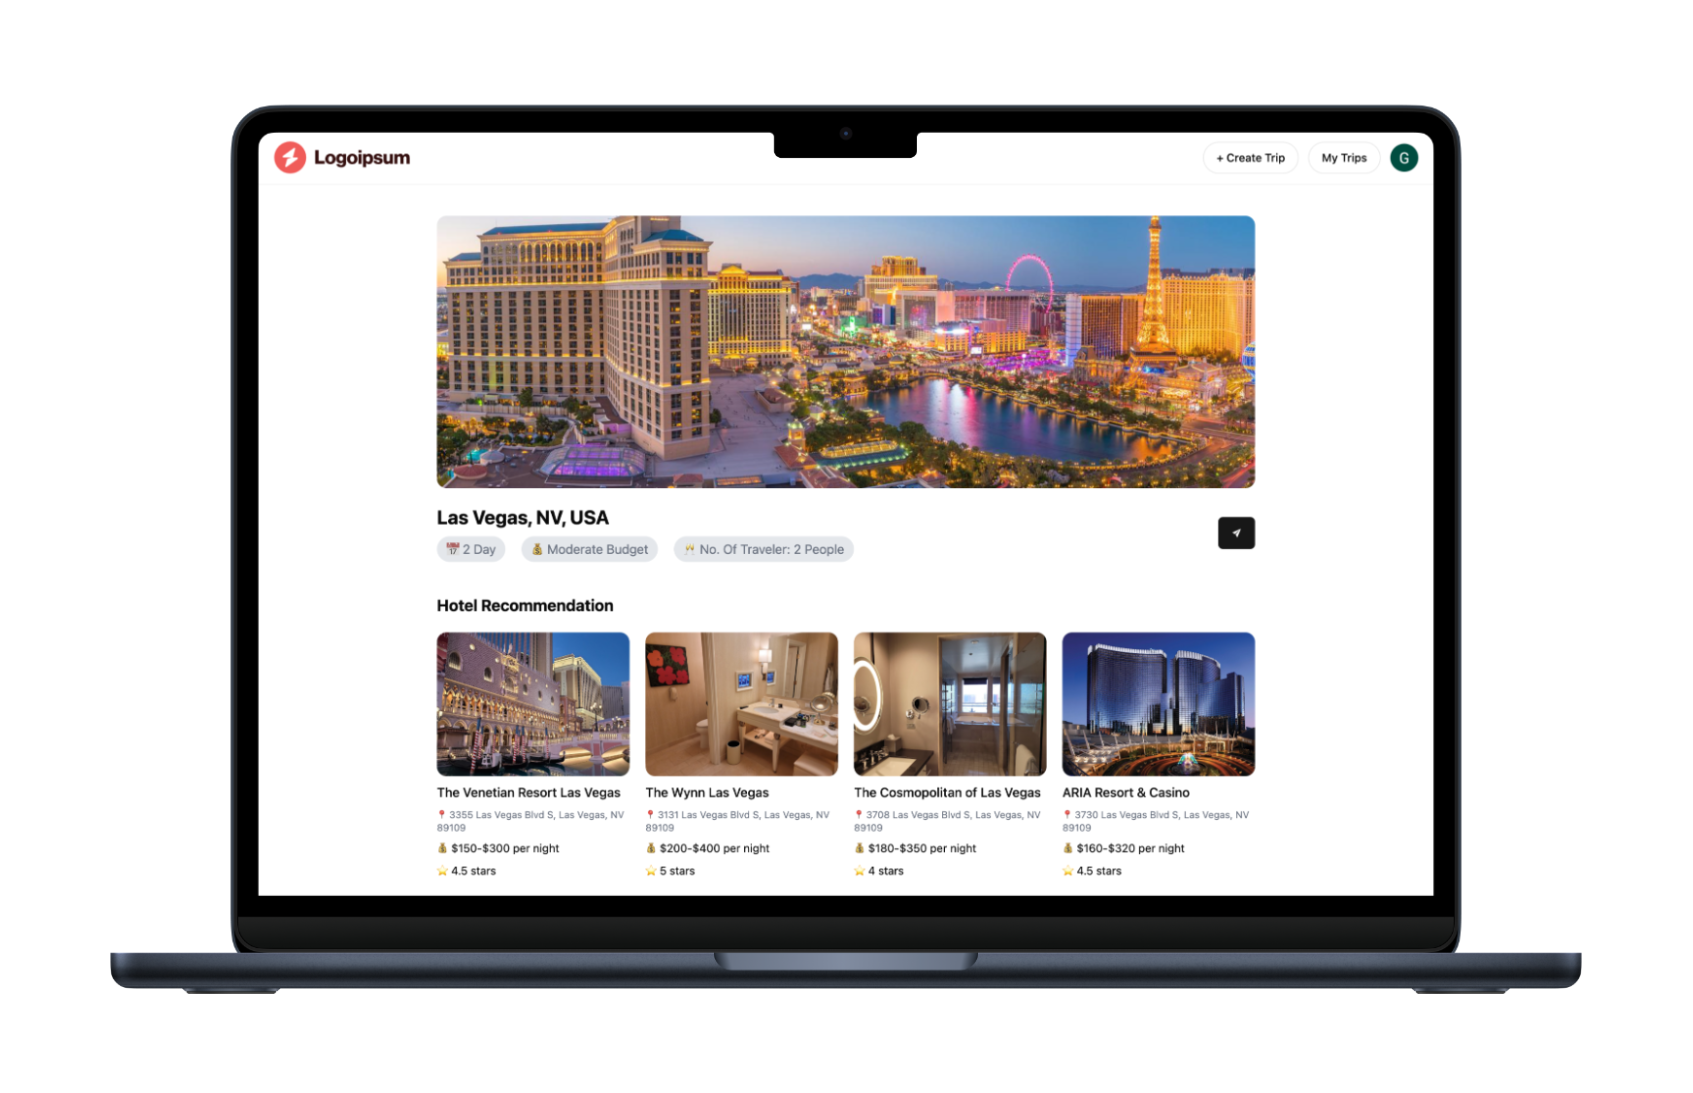 Logoipsum
+ Create Trip
My Trips
G
Las Vegas, NV, USA
📅 2 Day
💰 Moderate Budget
🥂 No. Of Traveler: 2 People
Hotel Recommendation
The Venetian Resort Las Vegas
📍 3355 Las Vegas Blvd S, Las Vegas, NV
89109
💰 $150-$300 per night
⭐ 4.5 stars
The Wynn Las Vegas
📍 3131 Las Vegas Blvd S, Las Vegas, NV
89109
💰 $200-$400 per night
⭐ 5 stars
The Cosmopolitan of Las Vegas
📍 3708 Las Vegas Blvd S, Las Vegas, NV
89109
💰 $180-$350 per night
⭐ 4 stars
ARIA Resort & Casino
📍 3730 Las Vegas Blvd S, Las Vegas, NV
89109
💰 $160-$320 per night
⭐ 4.5 stars